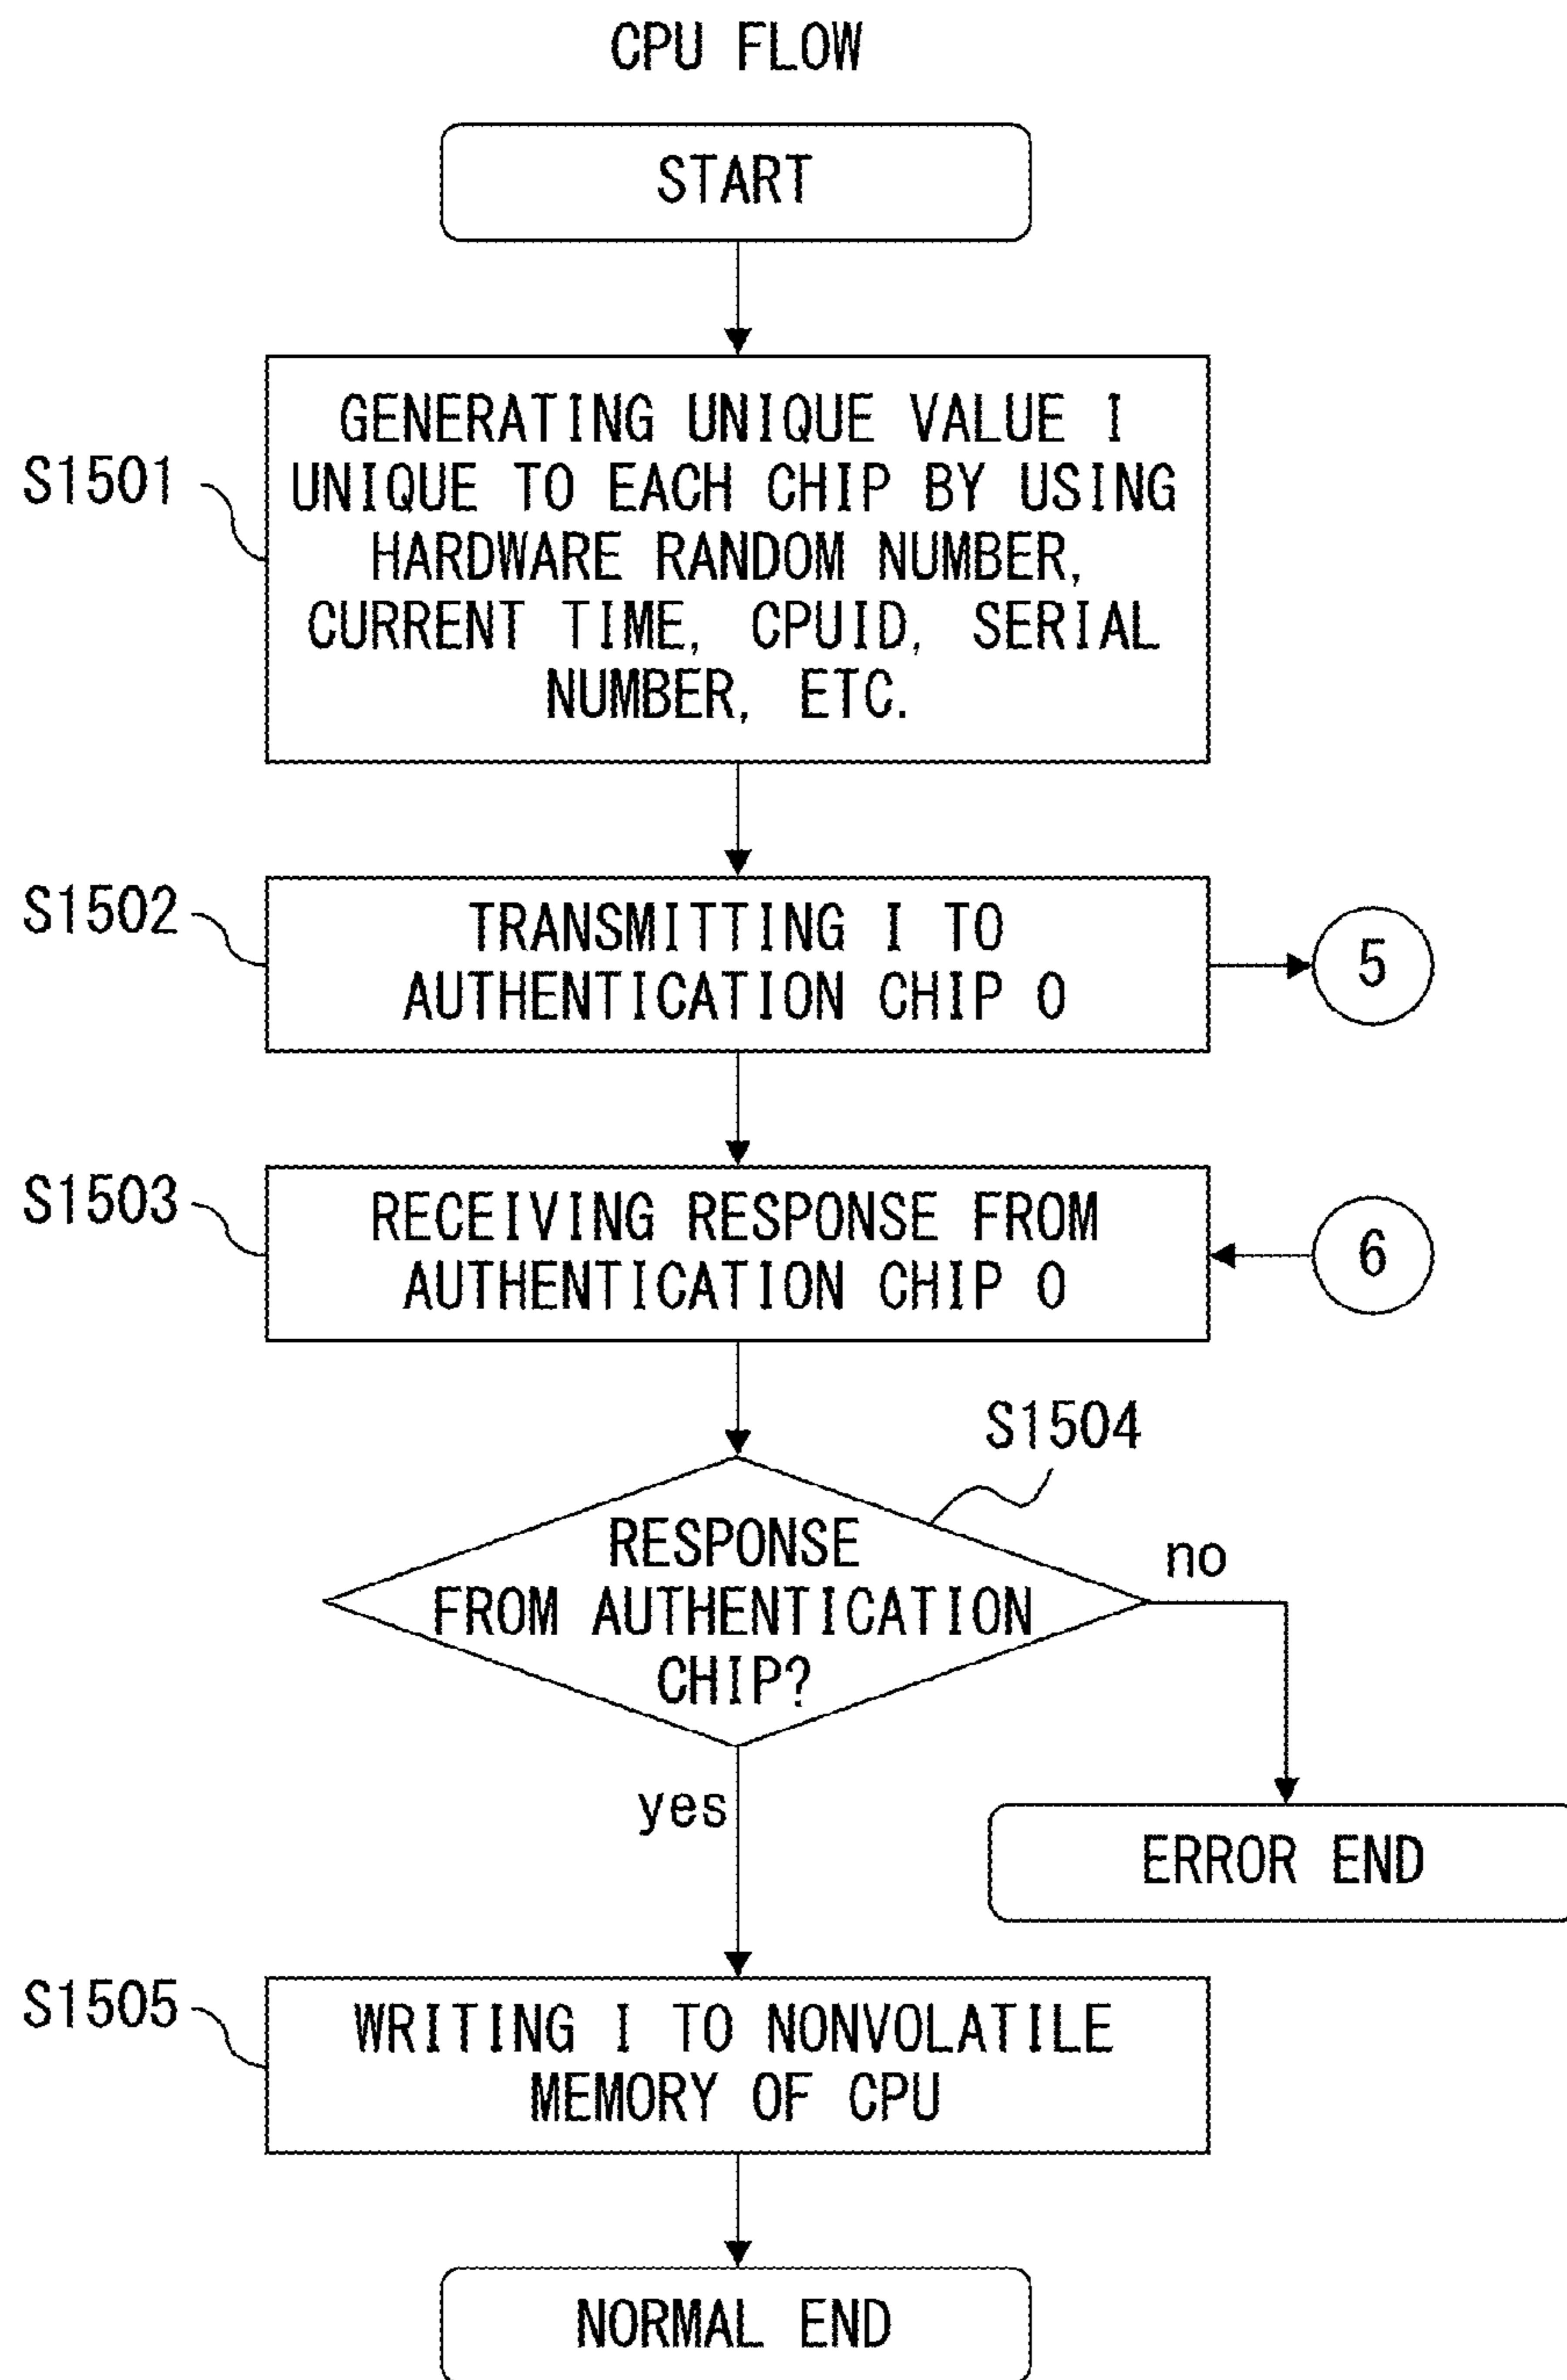 CPU FLOW
START
S1501
GENERATING UNIQUE VALUE I
UNIQUE TO EACH CHIP BY USING
HARDWARE RANDOM NUMBER,
CURRENT TIME, CPUID, SERIAL
NUMBER, ETC.
S1502
TRANSMITTING I TO
AUTHENTICATION CHIP O
5
S1503
RECEIVING RESPONSE FROM
AUTHENTICATION CHIP O
6
S1504
RESPONSE
FROM AUTHENTICATION
CHIP?
no
yes
ERROR END
S1505
WRITING I TO NONVOLATILE
MEMORY OF CPU
NORMAL END